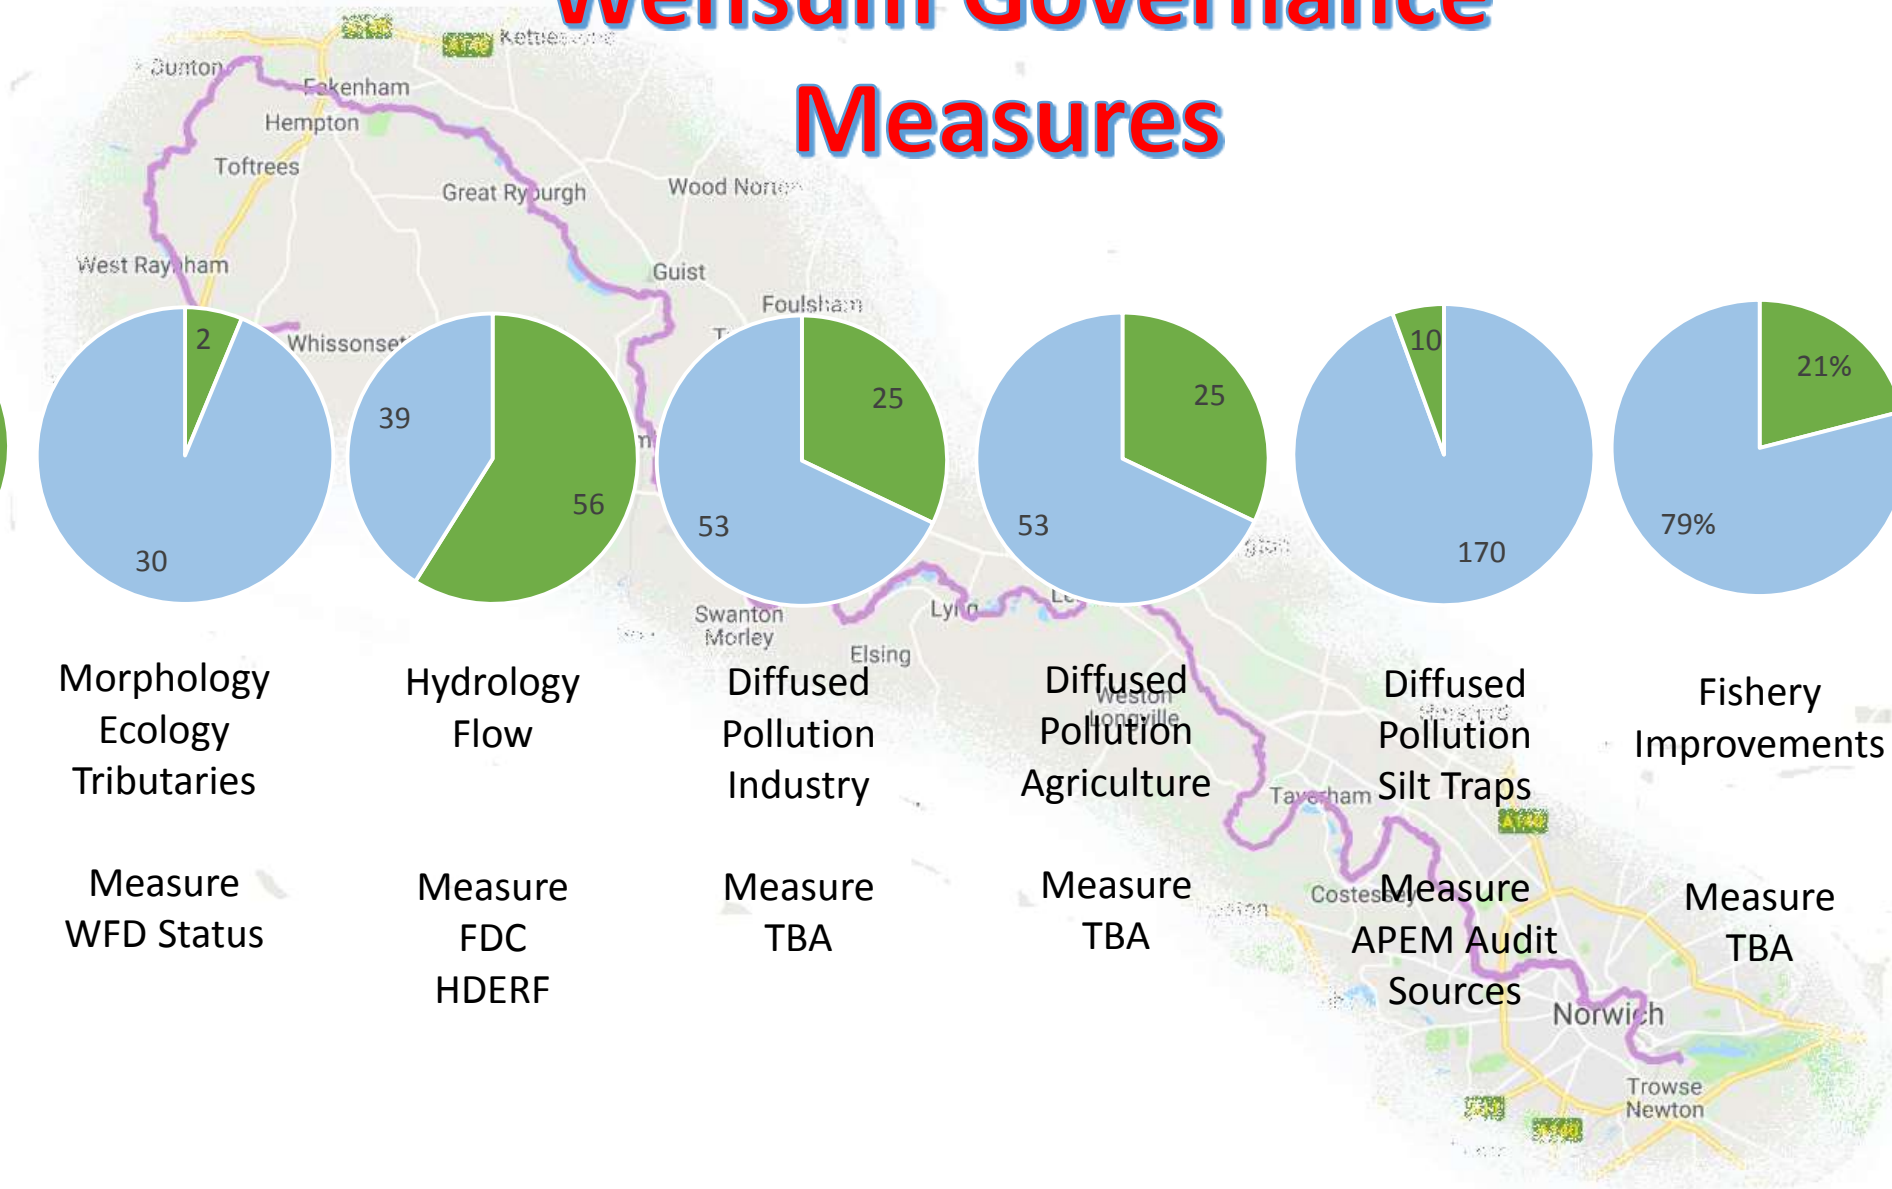 Wensum Governance
Measures
Dunton
Fakenham
Hempton
Toftrees
Great Ryburgh
West Raynham
Guist
Foulsham
Whissonsett
2
30
39
56
25
53
25
53
10
170
21%
79%
Swanton
Morley
Lyng
Elsing
Weston
Longville
Taverham
A140
Costessey
Norwich
Trowse
Newton
Morphology
Ecology
Tributaries
Measure
WFD Status
Hydrology
Flow
Measure
FDC
HDERF
Diffused
Pollution
Industry
Measure
TBA
Diffused
Pollution
Agriculture
Measure
TBA
Diffused
Pollution
Silt Traps
Measure
APEM Audit
Sources
Fishery
Improvements
Measure
TBA